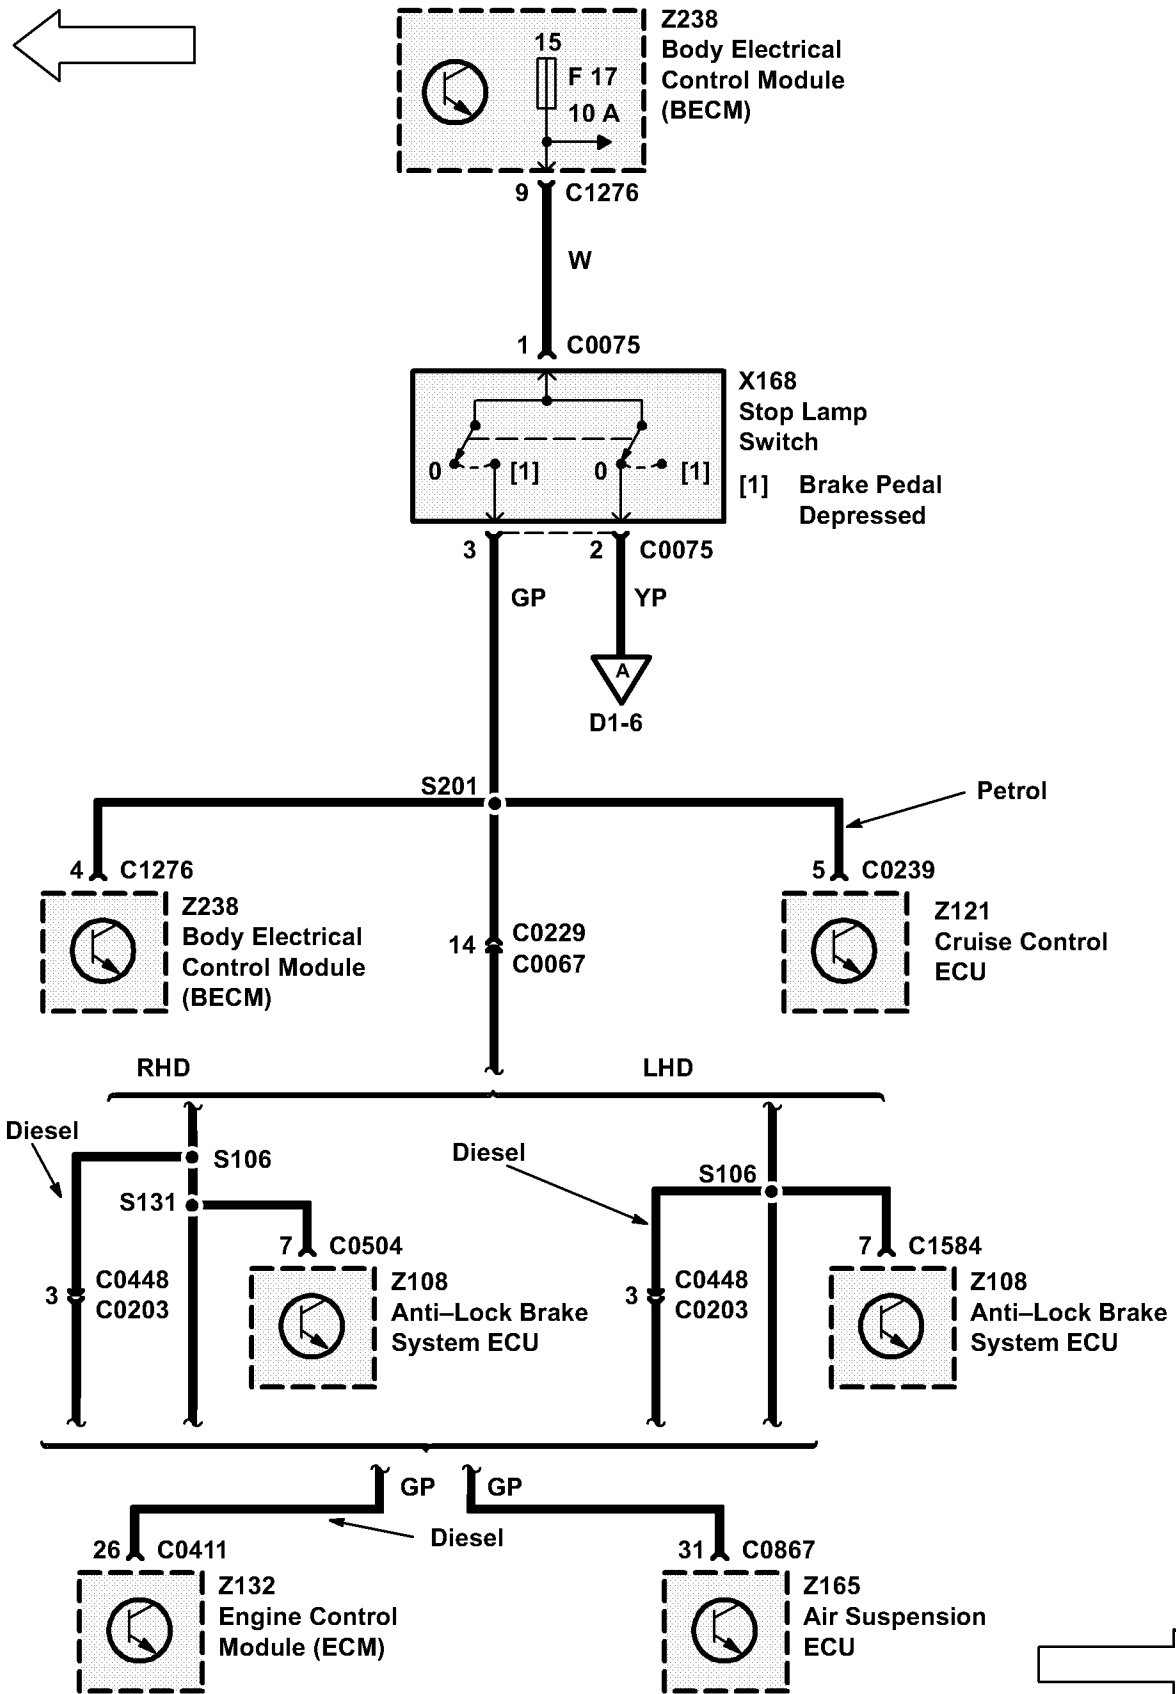 Z238
Body Electrical
Control Module
(BECM)
15
F 17
10 A
9 C1276
W
1 C0075
X168
Stop Lamp
Switch
0 [1] 0 [1]
[1] Brake Pedal
Depressed
3 2 C0075
GP YP
A
D1-6
S201
Petrol
4 C1276
5 C0239
Z238
Body Electrical
Control Module
(BECM)
14 C0229
C0067
Z121
Cruise Control
ECU
RHD LHD
Diesel
S106
S131
7 C0504
3 C0448
C0203
Z108
Anti–Lock Brake
System ECU
Diesel
S106
7 C1584
3 C0448
C0203
Z108
Anti–Lock Brake
System ECU
GP GP
Diesel
26 C0411
31 C0867
Z132
Engine Control
Module (ECM)
Z165
Air Suspension
ECU